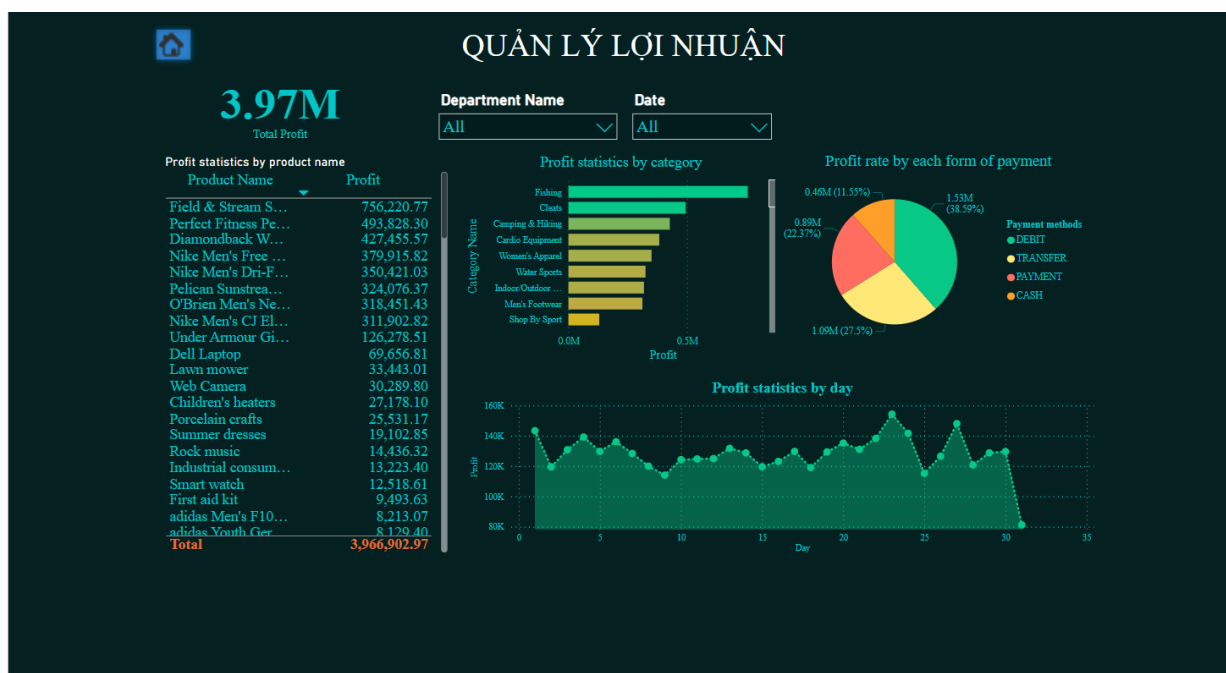 QUẢN LÝ LỢI NHUẬN
3.97M
Total Profit
Department Name
All
Date
All
Profit statistics by product name
Product Name Profit
Field & Stream S... 756,220.77
Perfect Fitness Pe... 493,828.30
Diamondback W... 427,455.57
Nike Men's Free ... 379,915.82
Nike Men's Dri-F... 350,421.03
Pelican Sunstrea... 324,076.37
O'Brien Men's Ne... 318,451.43
Nike Men's CJ El... 311,902.82
Under Armour Gi... 126,278.51
Dell Laptop 69,656.81
Lawn mower 33,443.01
Web Camera 30,289.80
Children's heaters 27,178.10
Porcelain crafts 25,531.17
Summer dresses 19,102.85
Rock music 14,436.32
Industrial consum... 13,223.40
Smart watch 12,518.61
First aid kit 9,493.63
adidas Men's F10... 8,213.07
adidas Youth Ger 8,129.40
Total 3,966,902.97
Profit statistics by category
Category Name
Fishing
Cleats
Camping & Hiking
Cardio Equipment
Women's Apparel
Water Sports
Indoor/Outdoor ...
Men's Footwear
Shop By Sport
0.0M 0.5M
Profit
Profit rate by each form of payment
0.46M (11.55%)
1.53M
(38.59%)
0.89M
(22.37%)
1.09M (27.5%)
Payment methods
DEBIT
TRANSFER
PAYMENT
CASH
Profit statistics by day
Profit
160K
140K
120K
100K
80K
0 5 10 15 20 25 30 35
Day